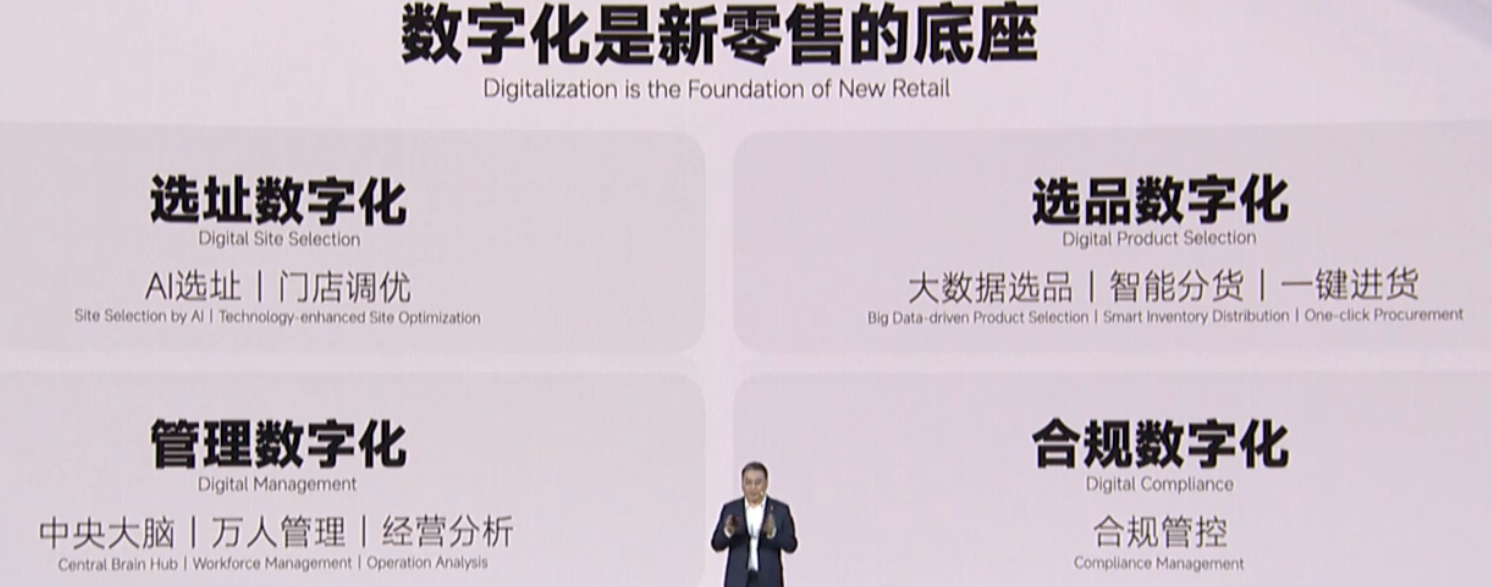 数字化是新零售的底座
Digitalization is the Foundation of New Retail
选址数字化
Digital Site Selection
AI选址 | 门店调优
Site Selection by AI | Technology-enhanced Site Optimization
选品数字化
Digital Product Selection
大数据选品 | 智能分货 | 一键进货
Big Data-driven Product Selection | Smart Inventory Distribution | One-click Procurement
管理数字化
Digital Management
中央大脑 | 万人管理 | 经营分析
Central Brain Hub | Workforce Management | Operation Analysis
合规数字化
Digital Compliance
合规管控
Compliance Management